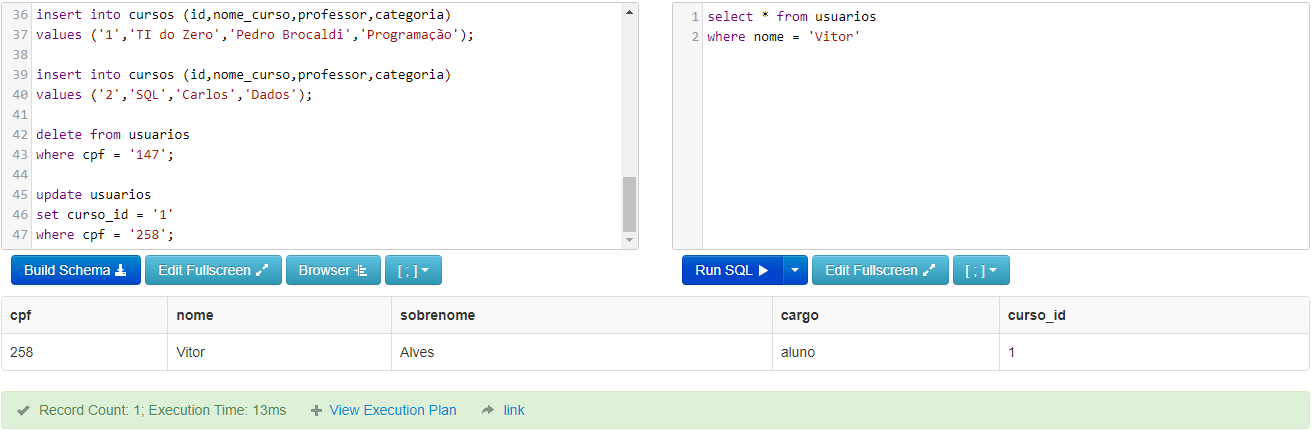 36 insert into cursos (id,nome_curso,professor,categoria)
37 values ('1','TI do Zero','Pedro Brocaldi','Programação');
38
39 insert into cursos (id,nome_curso,professor,categoria)
40 values ('2','SQL','Carlos','Dados');
41
42 delete from usuarios
43 where cpf = '147';
44
45 update usuarios
46 set curso_id = '1'
47 where cpf = '258';
1 select * from usuarios
2 where nome = 'Vitor'
Build Schema Edit Fullscreen Browser [ ; ]
Run SQL Edit Fullscreen [ ; ]
cpf nome sobrenome cargo curso_id
258 Vitor Alves aluno 1
Record Count: 1; Execution Time: 13ms View Execution Plan link